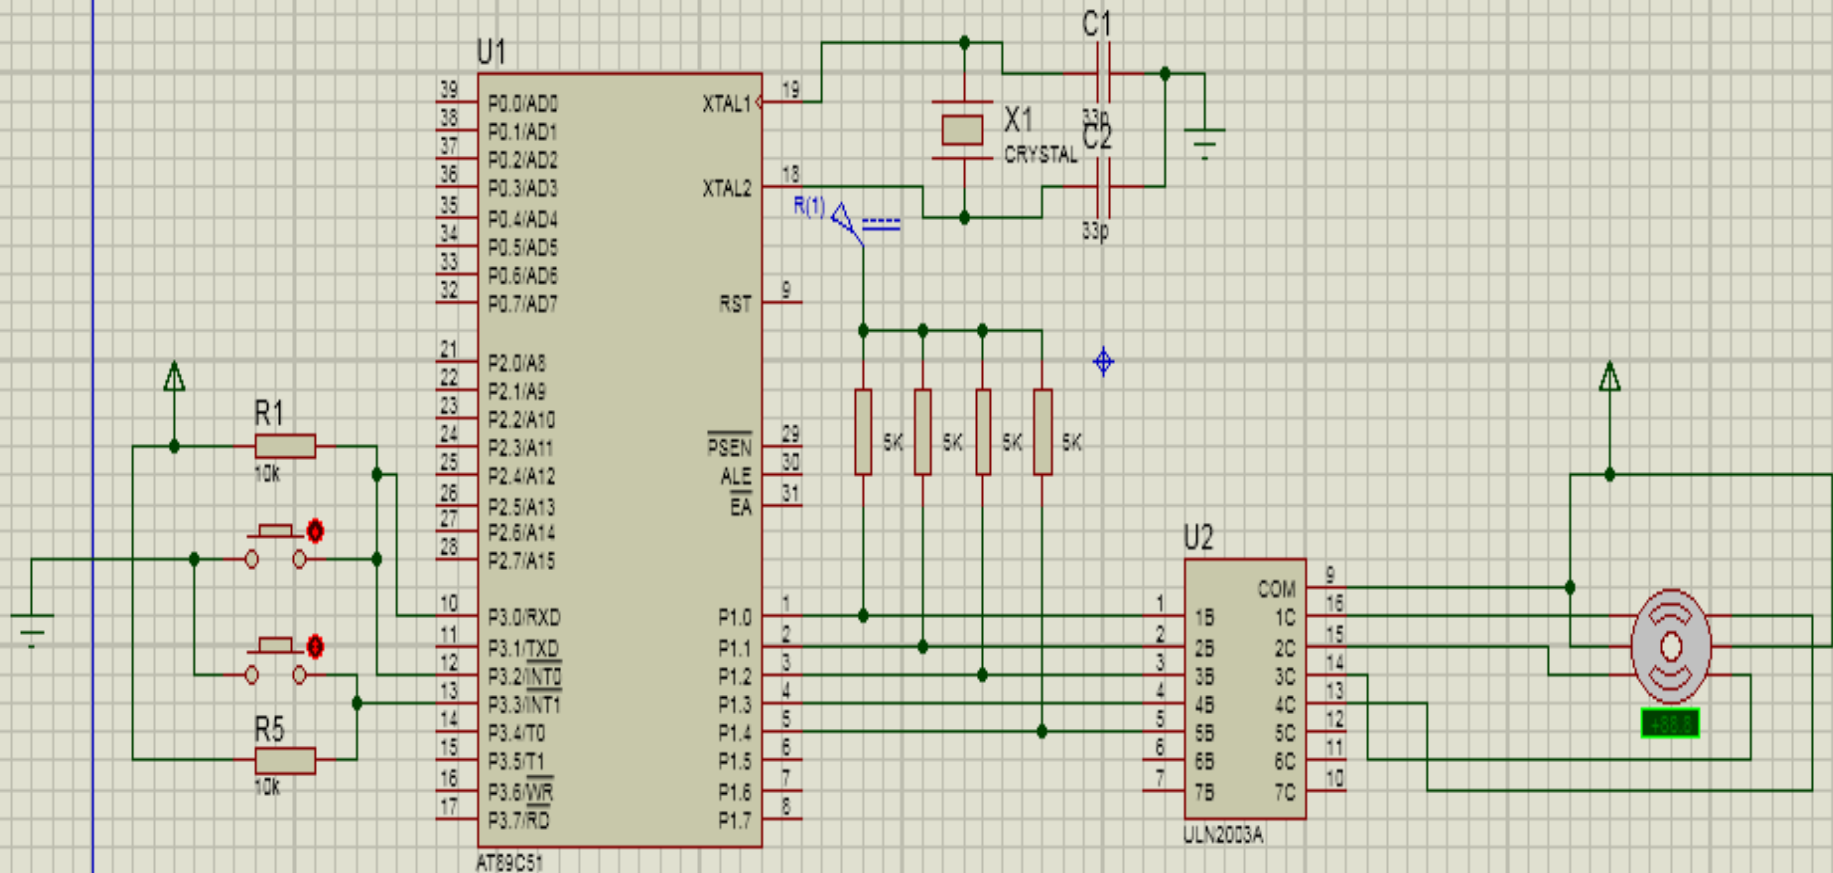 U1
39 P0.0/AD0
38 P0.1/AD1
37 P0.2/AD2
36 P0.3/AD3
35 P0.4/AD4
34 P0.5/AD5
33 P0.6/AD6
32 P0.7/AD7
21 P2.0/A8
22 P2.1/A9
23 P2.2/A10
24 P2.3/A11
25 P2.4/A12
26 P2.5/A13
27 P2.6/A14
28 P2.7/A15
10 P3.0/RXD
11 P3.1/TXD
12 P3.2/INT0
13 P3.3/INT1
14 P3.4/T0
15 P3.5/T1
16 P3.6/WR
17 P3.7/RD
XTAL1 19
XTAL2 18
RST 9
PSEN 29
ALE 30
EA 31
P1.0 1
P1.1 2
P1.2 3
P1.3 4
P1.4 5
P1.5 6
P1.6 7
P1.7 8
AT89C51
R1
10k
R5
10k
C1
33p
C2
33p
X1
CRYSTAL
R(1)
5K 5K 5K 5K
U2
COM 9
1 1B 1C 16
2 2B 2C 15
3 3B 3C 14
4 4B 4C 13
5 5B 5C 12
6 6B 6C 11
7 7B 7C 10
ULN2003A
+88.8